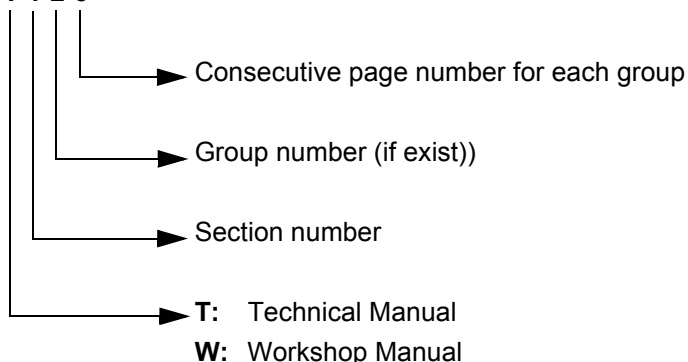 Consecutive page number for each group
Group number (if exist))
Section number
T: Technical Manual
W: Workshop Manual